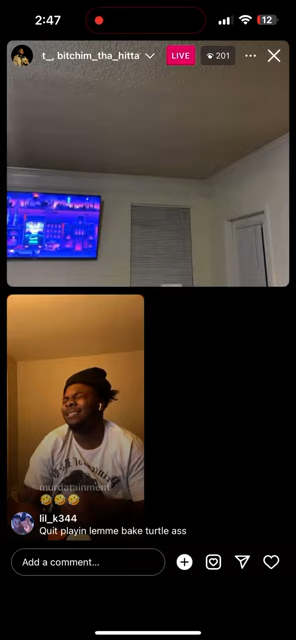 2:47
12
t_, bitchim_tha_hitta
LIVE
201
murdatainment
🤣🤣🤣
lil_k344
Quit playin lemme bake turtle ass
Add a comment...